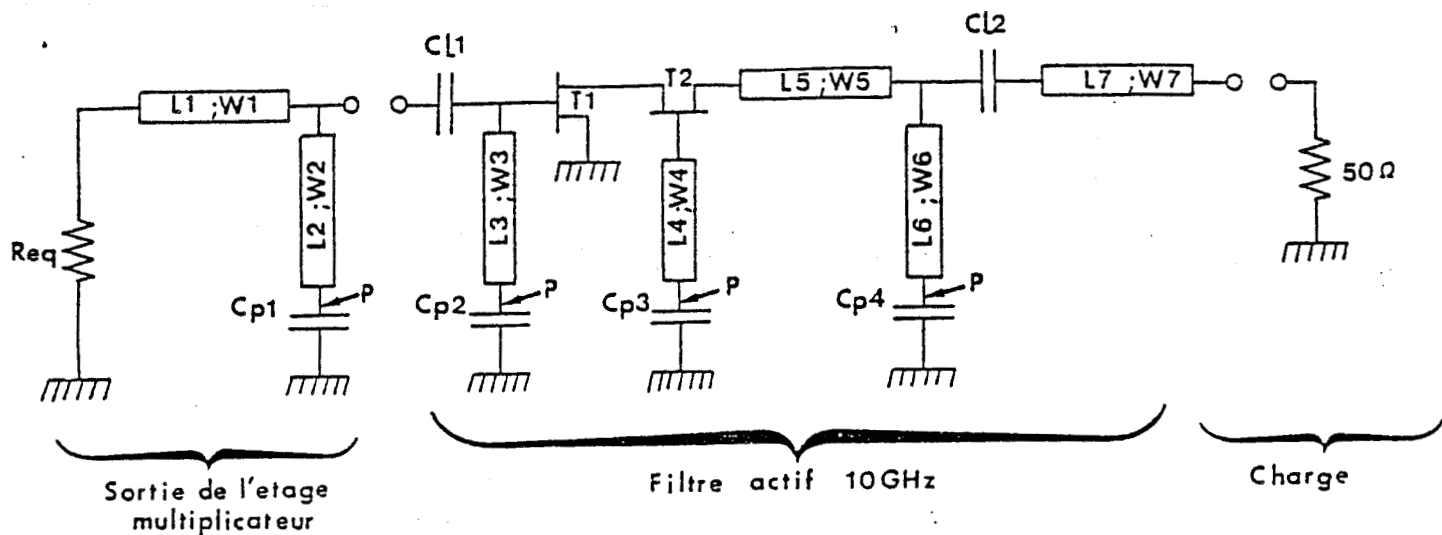 CL1
CL2
L1 ;W1
T1
T2
L5 ;W5
L7 ;W7
L2 ;W2
L3 ;W3
L4 ;W4
L6 ;W6
50 Ω
Req
Cp1
P
Cp2
P
Cp3
P
Cp4
P
Sortie de l'etage
multiplicateur
Filtre actif 10GHz
Charge